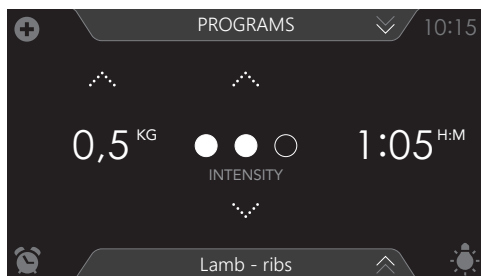 PROGRAMS
10:15
0,5 KG
1:05 H:M
INTENSITY
Lamb - ribs